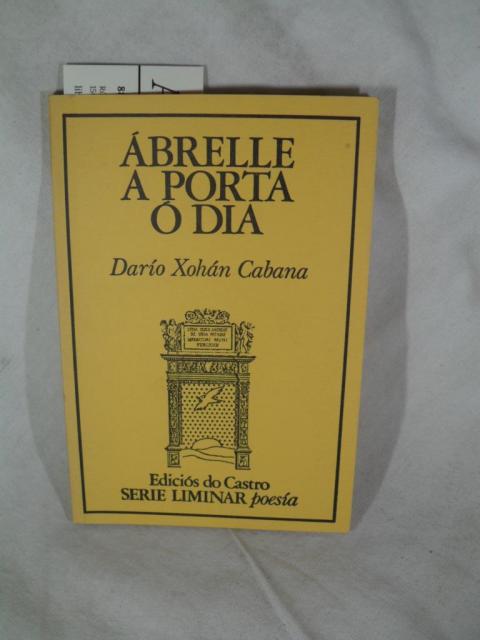 ÁBRELLE
A PORTA
Ó DIA
Darío Xohán Cabana
Ediciós do Castro
SERIE LIMINAR poesía